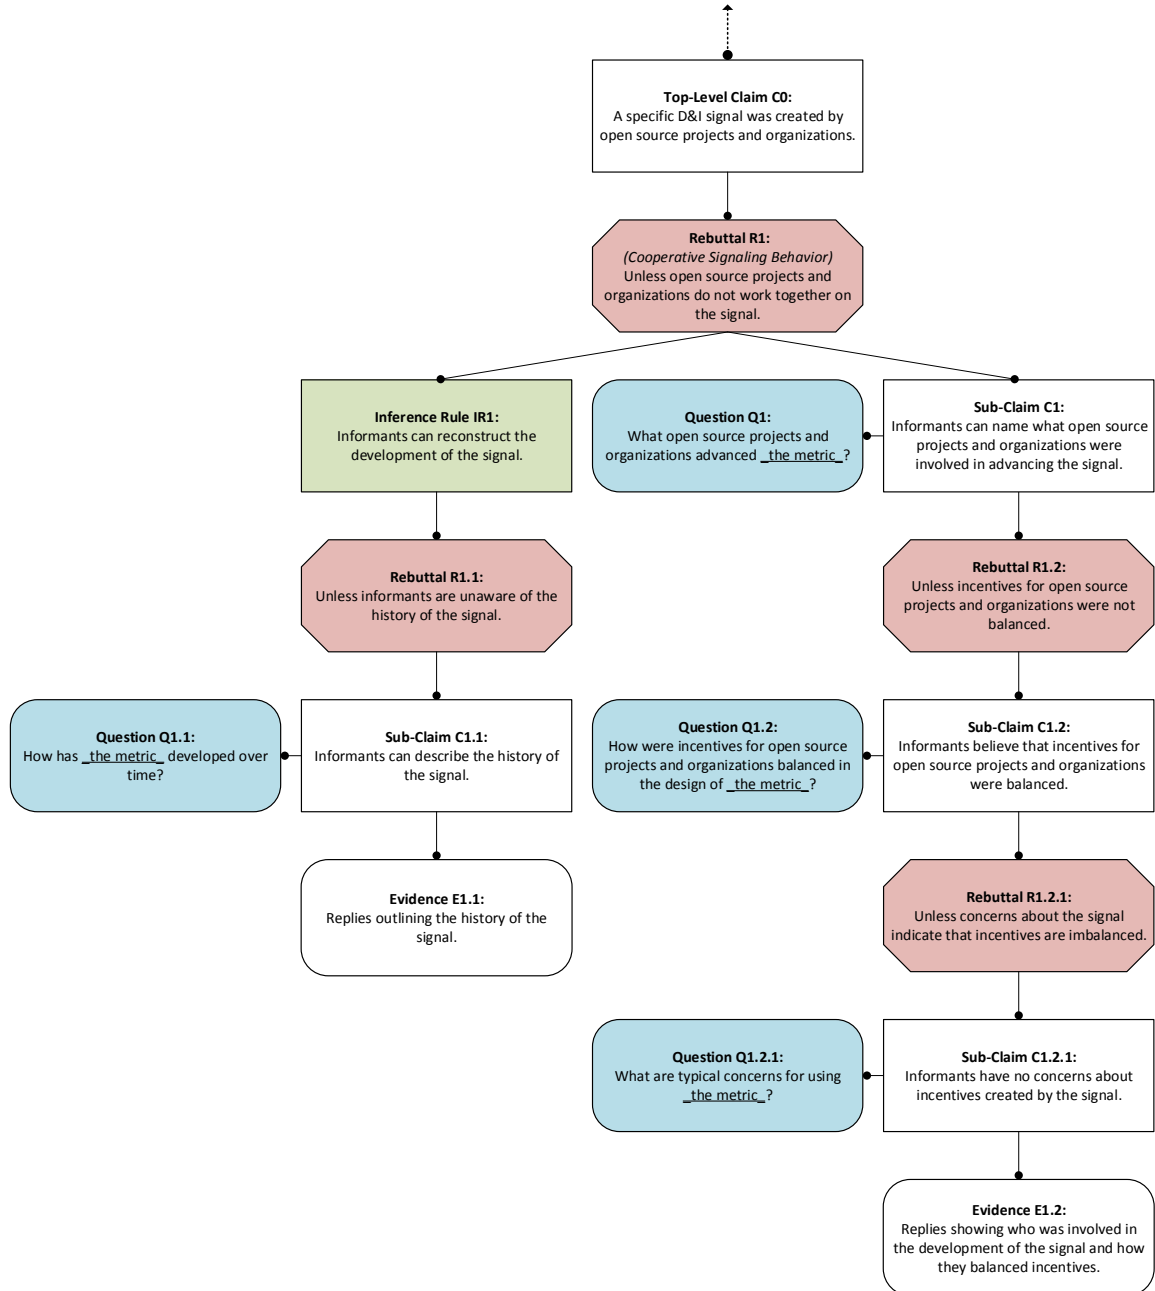 Top-Level Claim C0:
A specific D&I signal was created by
open source projects and organizations.
Rebuttal R1:
(Cooperative Signaling Behavior)
Unless open source projects and
organizations do not work together on
the signal.
Inference Rule IR1:
Informants can reconstruct the
development of the signal.
Question Q1:
What open source projects and
organizations advanced _the metric_?
Sub-Claim C1:
Informants can name what open source
projects and organizations were
involved in advancing the signal.
Rebuttal R1.1:
Unless informants are unaware of the
history of the signal.
Rebuttal R1.2:
Unless incentives for open source
projects and organizations were not
balanced.
Question Q1.1:
How has _the metric_ developed over
time?
Sub-Claim C1.1:
Informants can describe the history of
the signal.
Question Q1.2:
How were incentives for open source
projects and organizations balanced in
the design of _the metric_?
Sub-Claim C1.2:
Informants believe that incentives for
open source projects and organizations
were balanced.
Evidence E1.1:
Replies outlining the history of the
signal.
Rebuttal R1.2.1:
Unless concerns about the signal
indicate that incentives are imbalanced.
Question Q1.2.1:
What are typical concerns for using
_the metric_?
Sub-Claim C1.2.1:
Informants have no concerns about
incentives created by the signal.
Evidence E1.2:
Replies showing who was involved in
the development of the signal and how
they balanced incentives.